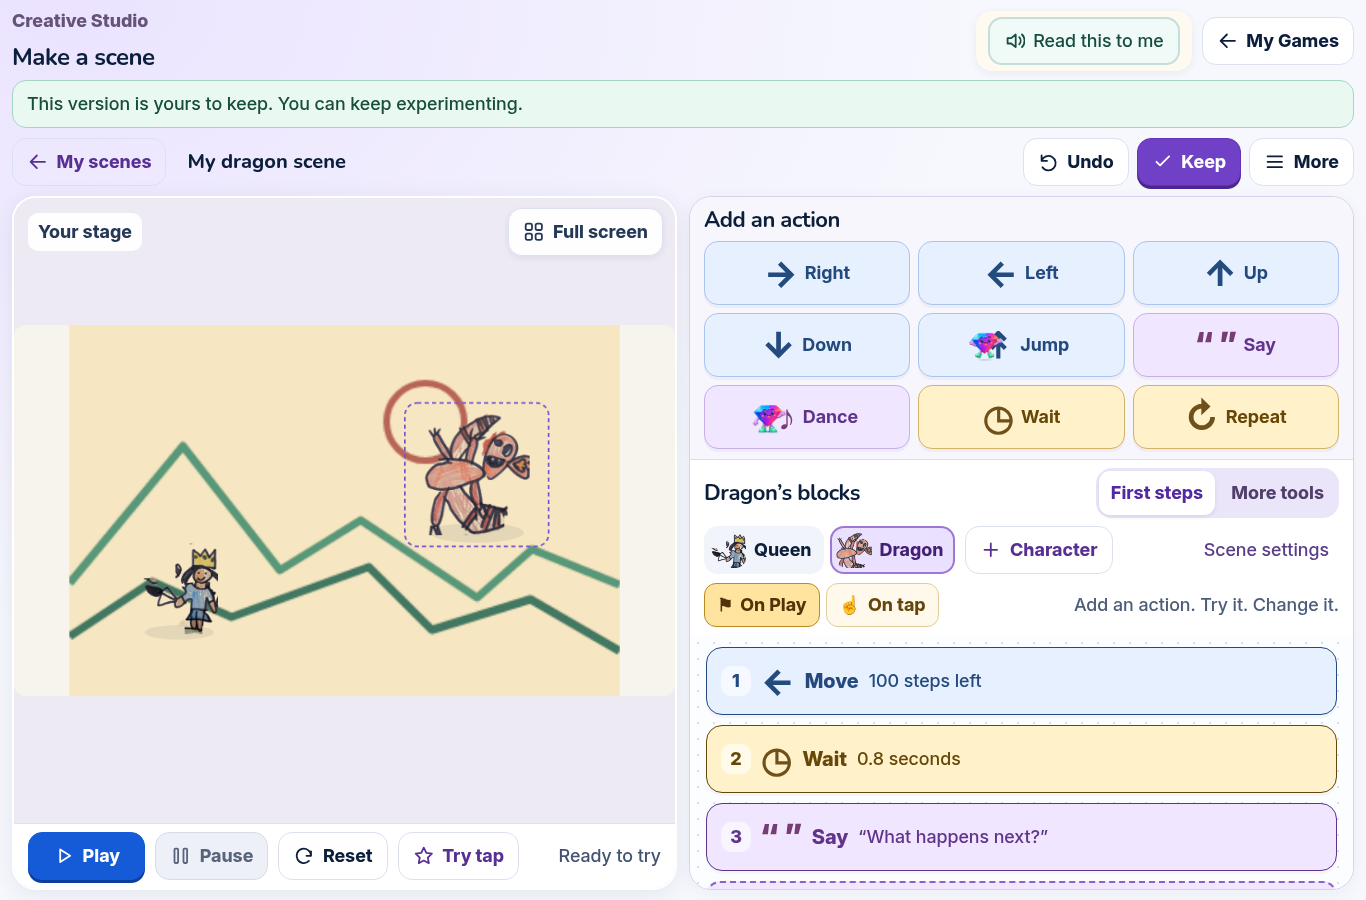 Creative Studio
Make a scene
Read this to me
My Games
This version is yours to keep. You can keep experimenting.
My scenes
My dragon scene
Undo
Keep
More
Your stage
Full screen
Add an action
Right
Left
Up
Down
Jump
Say
Dance
Wait
Repeat
Dragon’s blocks
First steps
More tools
Queen
Dragon
Character
Scene settings
On Play
On tap
Add an action. Try it. Change it.
1 Move 100 steps left
2 Wait 0.8 seconds
3 Say “What happens next?”
Play
Pause
Reset
Try tap
Ready to try